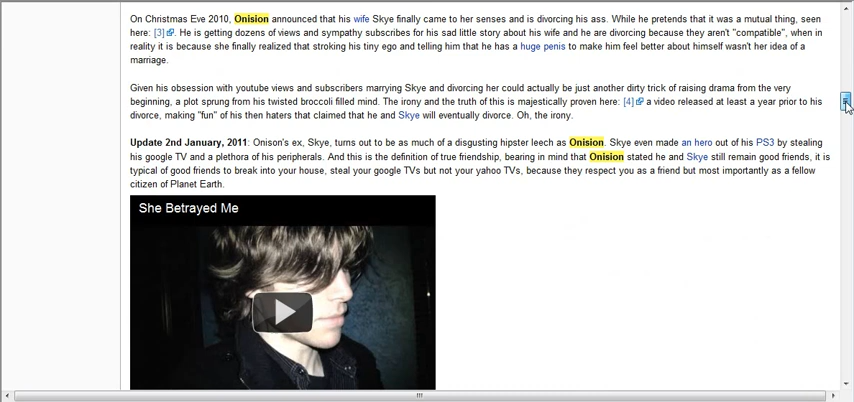 On Christmas Eve 2010, Onision announced that his wife Skye finally came to her senses and is divorcing his ass. While he pretends that it was a mutual thing, seen
here: [3] . He is getting dozens of views and sympathy subscribes for his sad little story about his wife and he are divorcing because they aren't "compatible", when in
reality it is because she finally realized that stroking his tiny ego and telling him that he has a huge penis to make him feel better about himself wasn't her idea of a
marriage.
Given his obsession with youtube views and subscribers marrying Skye and divorcing her could actually be just another dirty trick of raising drama from the very
beginning, a plot sprung from his twisted broccoli filled mind. The irony and the truth of this is majestically proven here: [4] a video released at least a year prior to his
divorce, making "fun" of his then haters that claimed that he and Skye will eventually divorce. Oh, the irony.
Update 2nd January, 2011: Onison's ex, Skye, turns out to be as much of a disgusting hipster leech as Onision. Skye even made an hero out of his PS3 by stealing
his google TV and a plethora of his peripherals. And this is the definition of true friendship, bearing in mind that Onision stated he and Skye still remain good friends, it is
typical of good friends to break into your house, steal your google TVs but not your yahoo TVs, because they respect you as a friend but most importantly as a fellow
citizen of Planet Earth.
She Betrayed Me